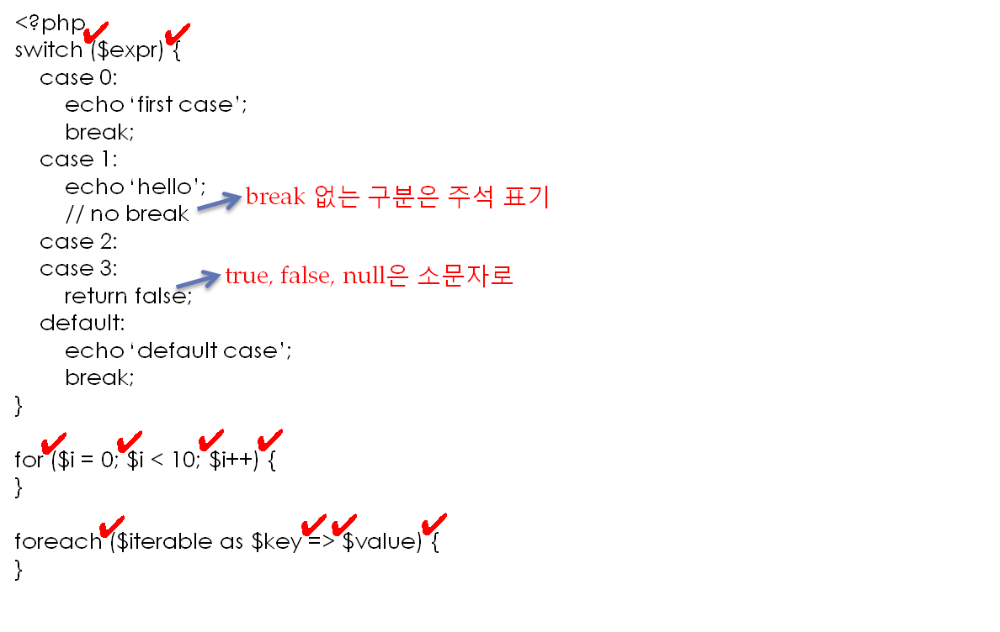 <?php
switch ($expr) {
case 0:
echo ‘first case’;
break;
case 1:
echo ‘hello’;
break 없는 구분은 주석 표기
// no break
case 2:
case 3:
true, false, null은 소문자로
return false;
default:
echo ‘default case’;
break;
}
for ($i = 0; $i < 10; $i++) {
}
foreach ($iterable as $key => $value) {
}